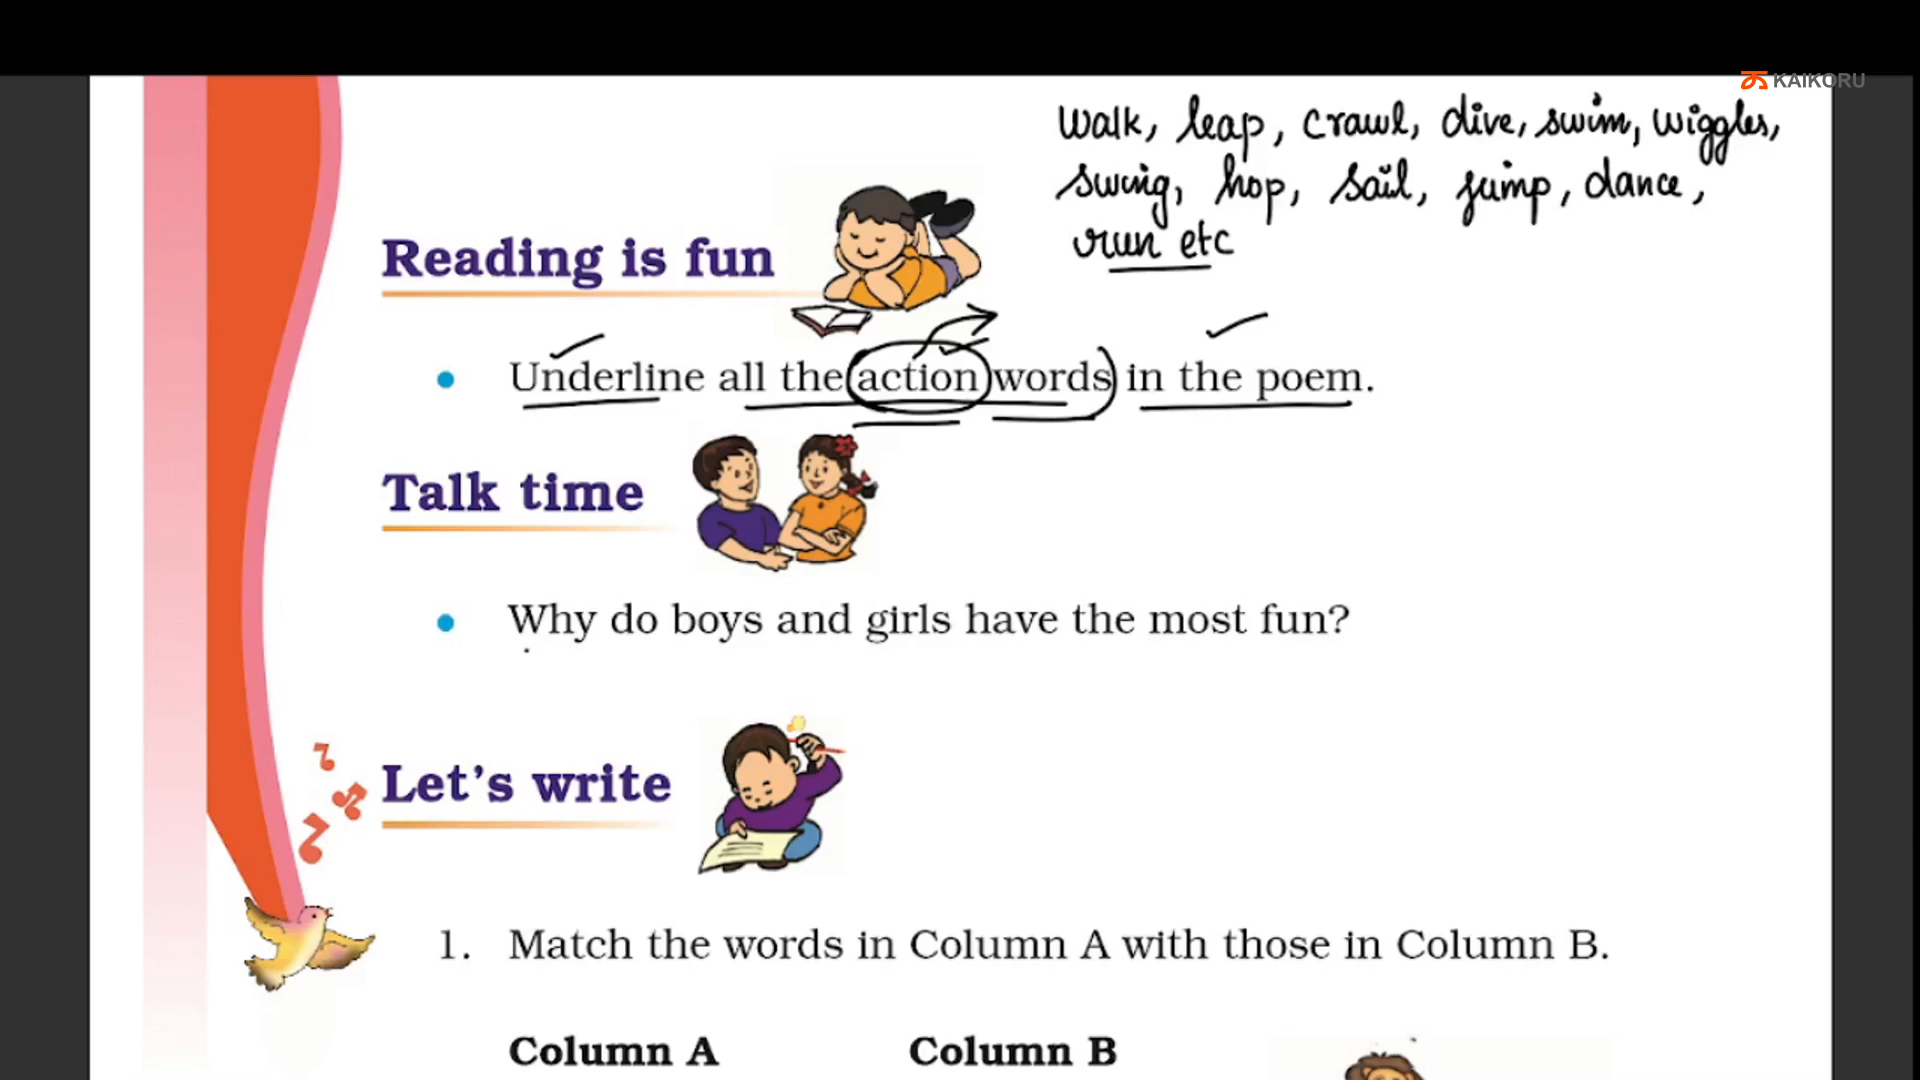 KAIKORU
walk, leap, crawl, dive, swim, wiggles,
swing, hop, sail, jump, dance,
run etc
Reading is fun
• Underline all the action words in the poem.
Talk time
• Why do boys and girls have the most fun?
Let's write
1. Match the words in Column A with those in Column B.
Column A Column B